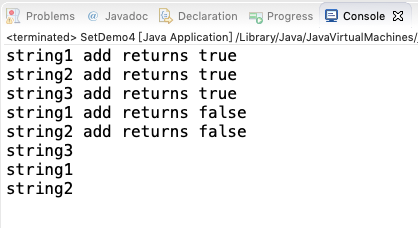 Problems @ Javadoc Declaration Progress Console
<terminated> SetDemo4 [Java Application] /Library/Java/JavaVirtualMachines/
string1 add returns true
string2 add returns true
string3 add returns true
string1 add returns false
string2 add returns false
string3
string1
string2